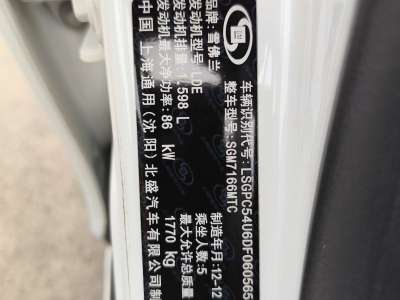 品牌:雪佛兰
发动机型号:LDE
发动机排量:1.598 L
发动机最大净功率:86 kW
中国 上海通用(沈阳)北盛汽车有限公司制造
车辆识别代号:LSGPC54U6DF060565
整车型号:SGM7166MTC
制造年月:12-12
乘坐人数:5
最大允许总质量
1770 kg